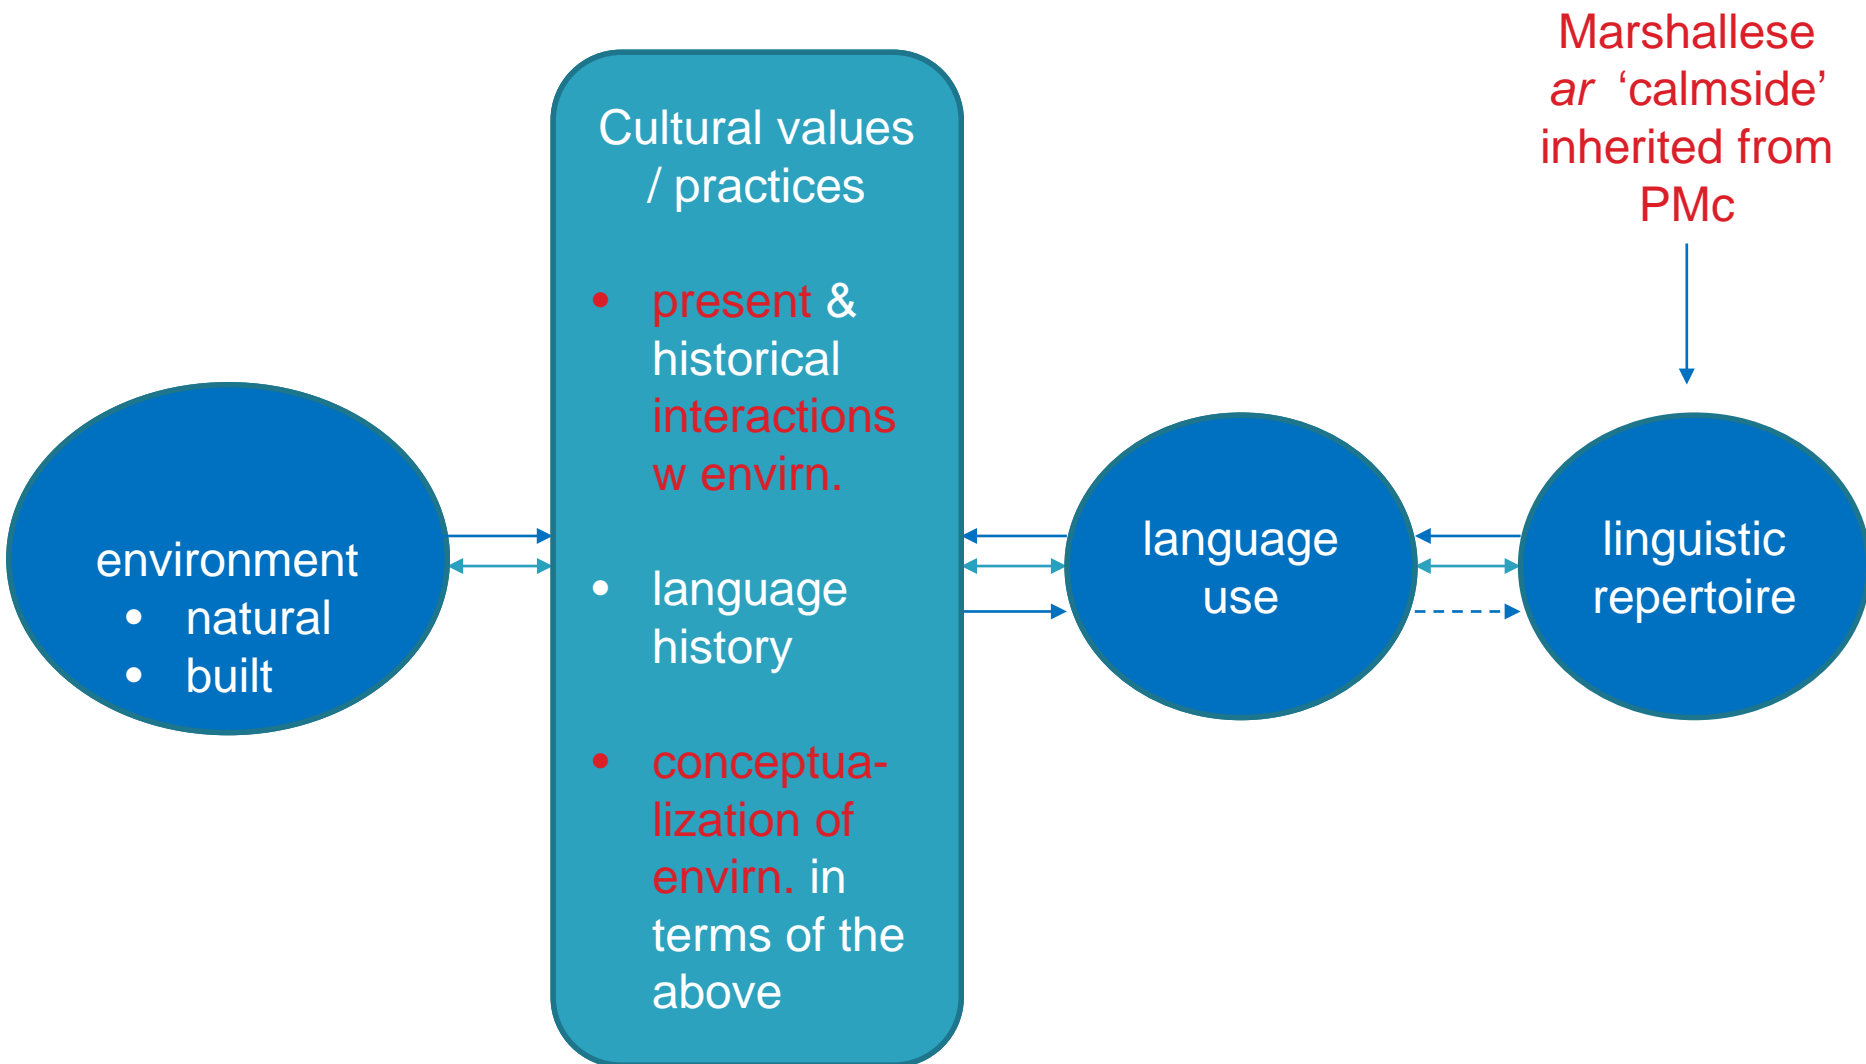 Marshallese
ar ‘calmside’
inherited from
PMc
Cultural values
/ practices
• present &
historical
interactions
w envirn.
• language
history
• conceptua-
lization of
envirn. in
terms of the
above
environment
• natural
• built
language
use
linguistic
repertoire